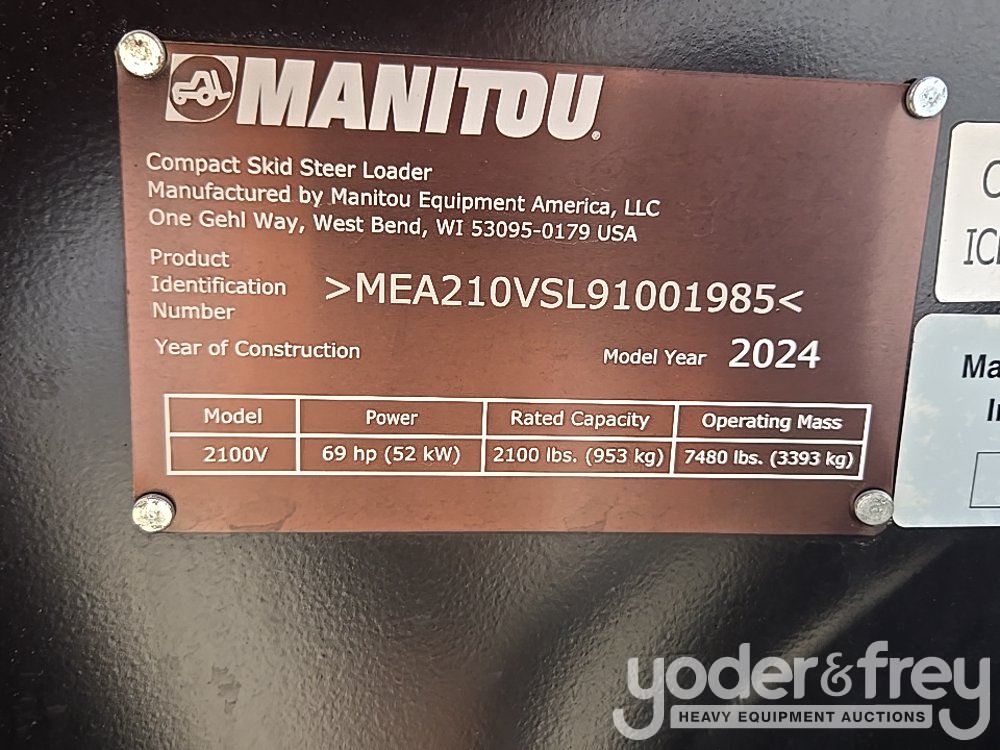 MANITOU®
Compact Skid Steer Loader
Manufactured by Manitou Equipment America, LLC
One Gehl Way, West Bend, WI 53095-0179 USA
Product
Identification >MEA210VSL91001985<
Number
Year of Construction Model Year 2024
Model Power Rated Capacity Operating Mass
2100V 69 hp (52 kW) 2100 lbs. (953 kg) 7480 lbs. (3393 kg)
yoder&frey
HEAVY EQUIPMENT AUCTIONS